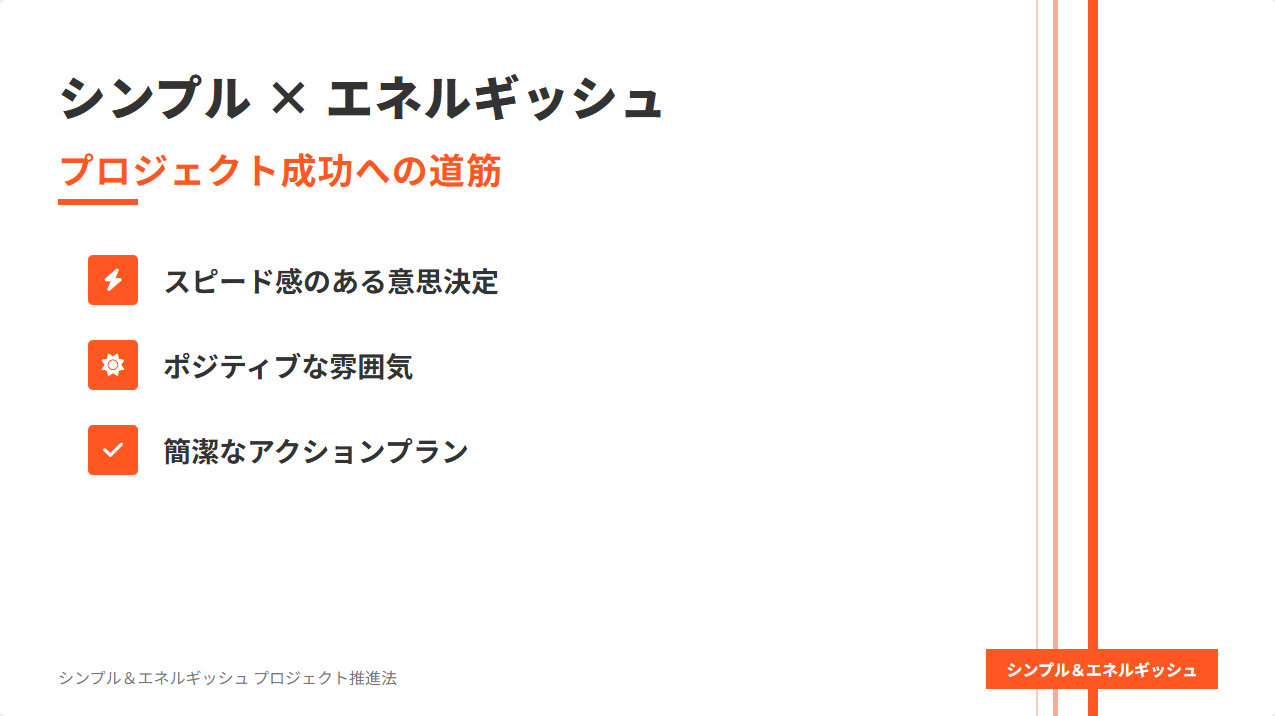 シンプル × エネルギッシュ
プロジェクト成功への道筋
スピード感のある意思決定
ポジティブな雰囲気
簡潔なアクションプラン
シンプル＆エネルギッシュ プロジェクト推進法
シンプル＆エネルギッシュ